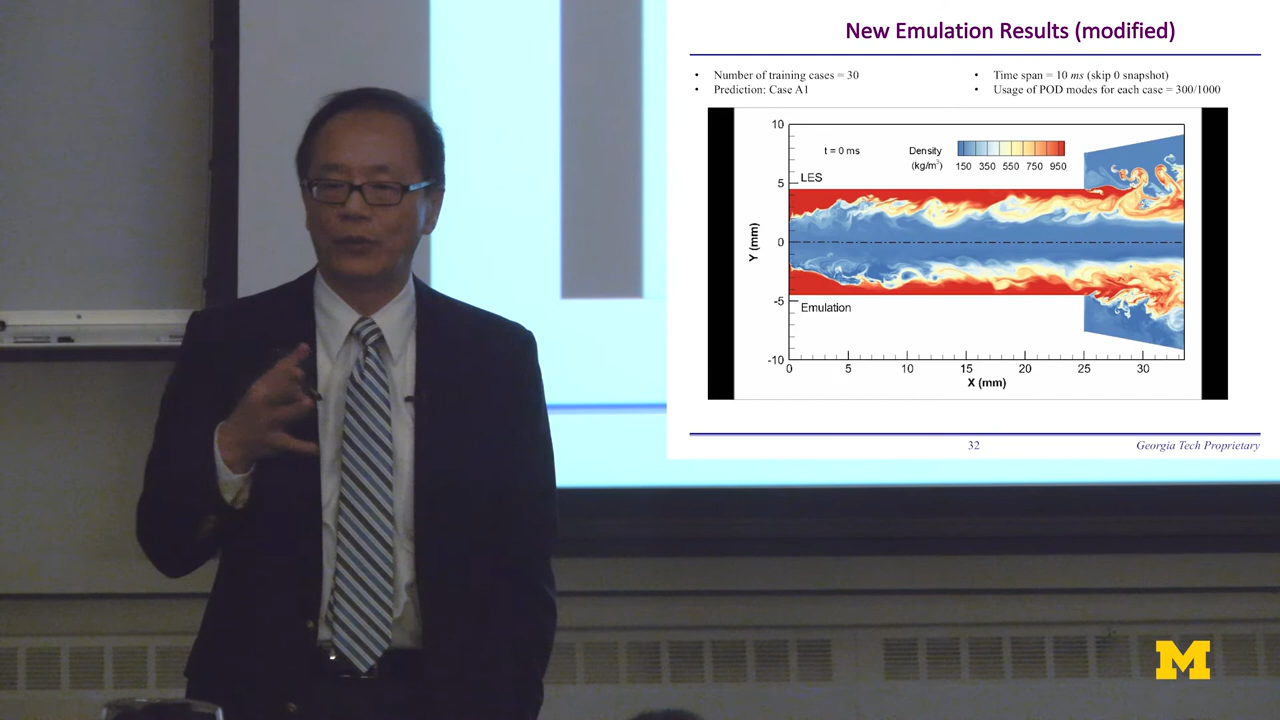 New Emulation Results (modified)
• Number of training cases = 30
• Prediction: Case A1
• Time span = 10 ms (skip 0 snapshot)
• Usage of POD modes for each case = 300/1000
10
5
0
-5
-10
Y (mm)
t = 0 ms
Density
(kg/m³)
150 350 550 750 950
LES
Emulation
0 5 10 15 20 25 30
X (mm)
32
Georgia Tech Proprietary
M